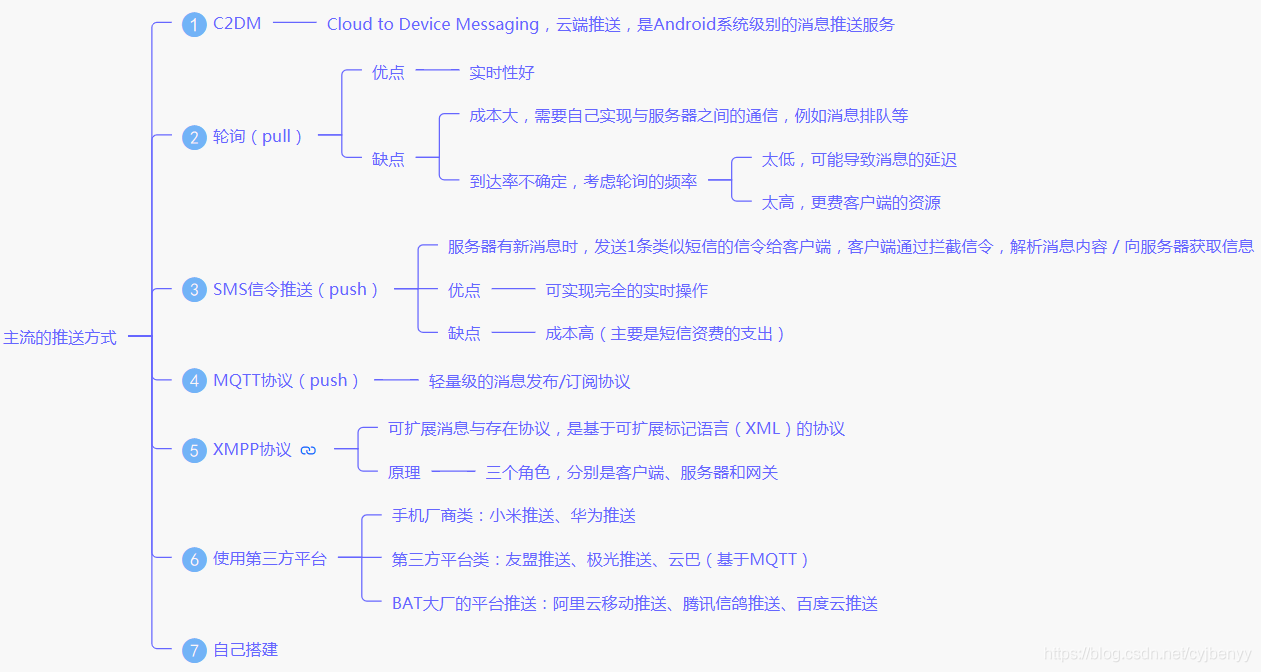 主流的推送方式
1 C2DM
Cloud to Device Messaging，云端推送，是Android系统级别的消息推送服务
2 轮询（pull）
优点
实时性好
缺点
成本大，需要自己实现与服务器之间的通信，例如消息排队等
到达率不确定，考虑轮询的频率
太低，可能导致消息的延迟
太高，更费客户端的资源
3 SMS信令推送（push）
服务器有新消息时，发送1条类似短信的信令给客户端，客户端通过拦截信令，解析消息内容 / 向服务器获取信息
优点
可实现完全的实时操作
缺点
成本高（主要是短信资费的支出）
4 MQTT协议（push）
轻量级的消息发布/订阅协议
5 XMPP协议
可扩展消息与存在协议，是基于可扩展标记语言（XML）的协议
原理
三个角色，分别是客户端、服务器和网关
6 使用第三方平台
手机厂商类：小米推送、华为推送
第三方平台类：友盟推送、极光推送、云巴（基于MQTT）
BAT大厂的平台推送：阿里云移动推送、腾讯信鸽推送、百度云推送
7 自己搭建
https://blog.csdn.net/cyjbenyy